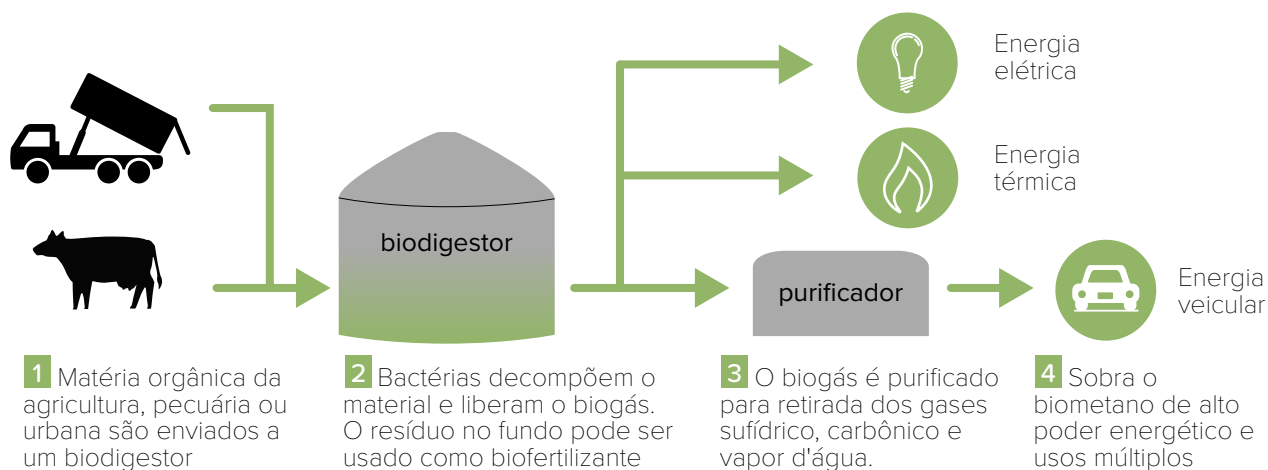 Energia
elétrica
Energia
térmica
biodigestor
purificador
Energia
veicular
1 Matéria orgânica da
agricultura, pecuária ou
urbana são enviados a
um biodigestor
2 Bactérias decompõem o
material e liberam o biogás.
O resíduo no fundo pode ser
usado como biofertilizante
3 O biogás é purificado
para retirada dos gases
sufídrico, carbônico e
vapor d'água.
4 Sobra o
biometano de alto
poder energético e
usos múltiplos